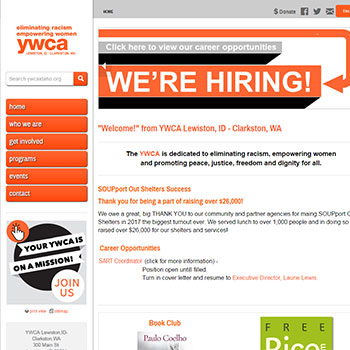 eliminating racism
empowering women
ywca
LEWISTON, ID - CLARKSTON, WA
Search ywcaidaho.org
home
who we are
get involved
programs
events
contact
YOUR YWCA IS
ON A MISSION!
JOIN
US
print view
sitemap
YWCA Lewiston,ID-
Clarkston,WA
300 Main St
HOME
$ Donate
Click here to view our career opportunities
WE'RE HIRING!
"Welcome!" from YWCA Lewiston, ID - Clarkston, WA
The YWCA is dedicated to eliminating racism, empowering women
and promoting peace, justice, freedom and dignity for all.
SOUPport Out Shelters Success
Thank you for being a part of raising over $26,000!
We owe a great, big THANK YOU to our community and partner agencies for maing SOUPport O
Shelters in 2017 the biggest turnout ever. We served lunch to over 1,000 people and in doing so
raised over $26,000 for our shelters and services!!
Career Opportunities
SART Coordinator (click for more information) -
Position open untill filled.
Turn in cover letter and resume to Executive Director, Laurie Lewis
Book Club
Paulo Coelho
FREE
Rico